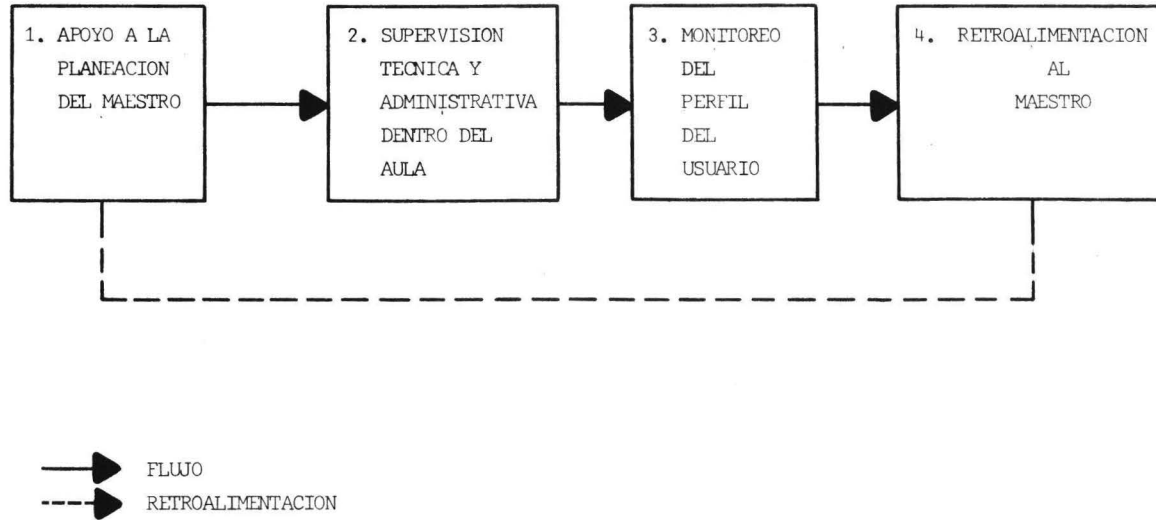 1. APOYO A LA
PLANEACION
DEL MAESTRO
2. SUPERVISION
TECNICA Y
ADMINISTRATIVA
DENTRO DEL
AULA
3. MONITOREO
DEL
PERFIL
DEL
USUARIO
4. RETROALIMENTACION
AL
MAESTRO
FLUJO
RETROALIMENTACION